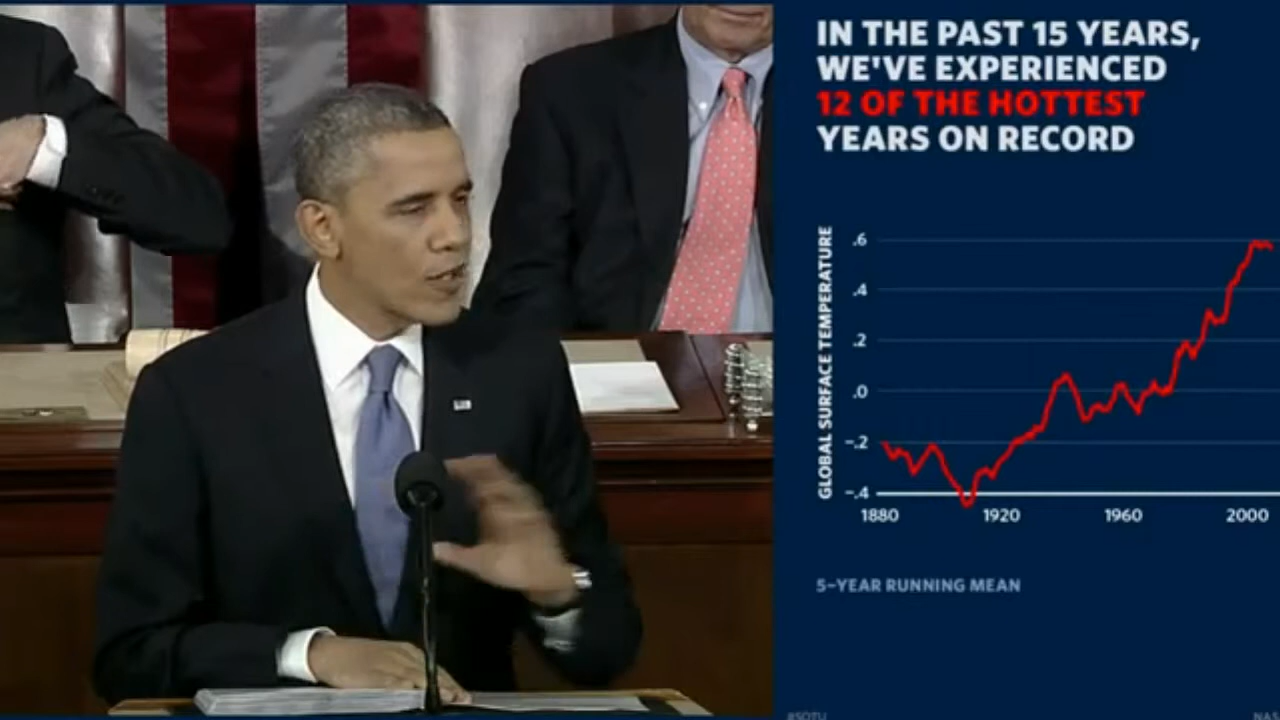 IN THE PAST 15 YEARS,
WE'VE EXPERIENCED
12 OF THE HOTTEST
YEARS ON RECORD
GLOBAL SURFACE TEMPERATURE
.6
.4
.2
.0
-.2
-.4
1880 1920 1960 2000
5-YEAR RUNNING MEAN
#SOTU